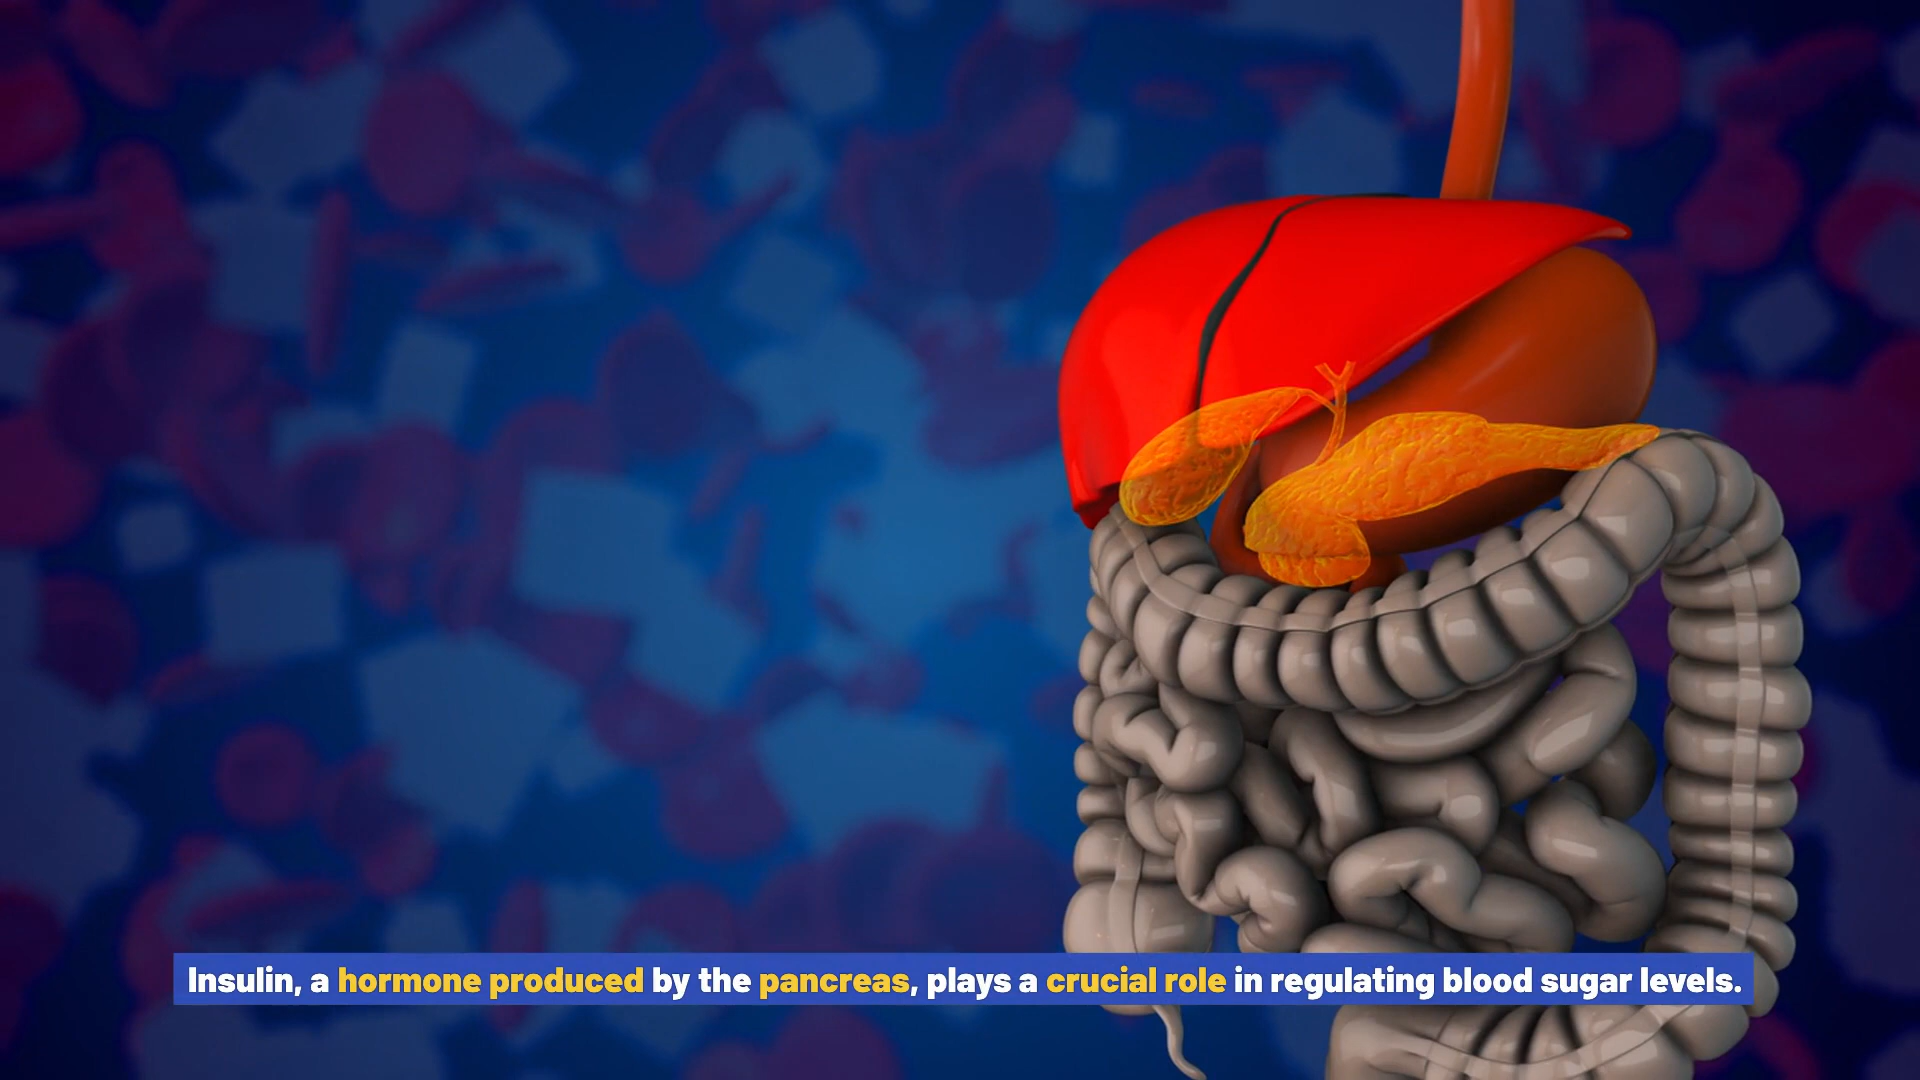 Insulin, a hormone produced by the pancreas, plays a crucial role in regulating blood sugar levels.